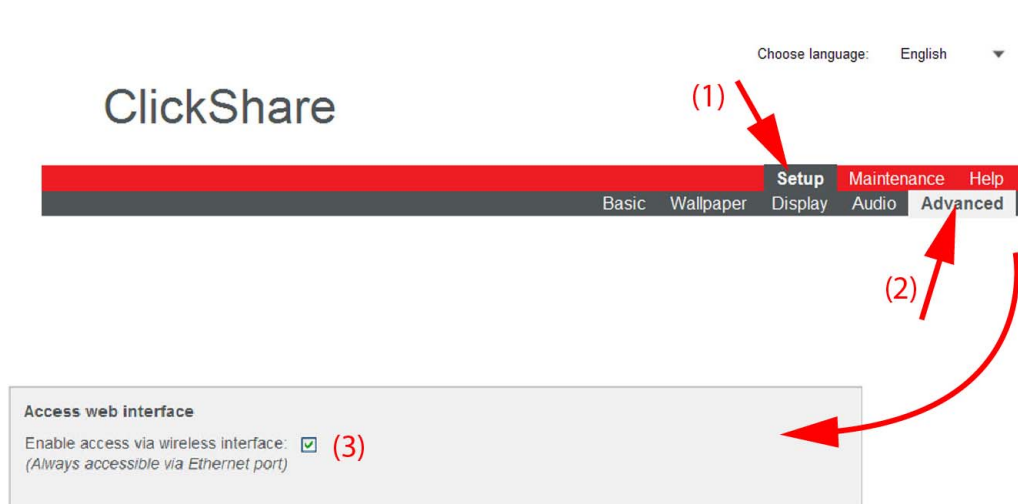 Choose language: English
ClickShare
(1)
Setup Maintenance Help
Basic Wallpaper Display Audio Advanced
(2)
Access web interface
Enable access via wireless interface: (3)
(Always accessible via Ethernet port)